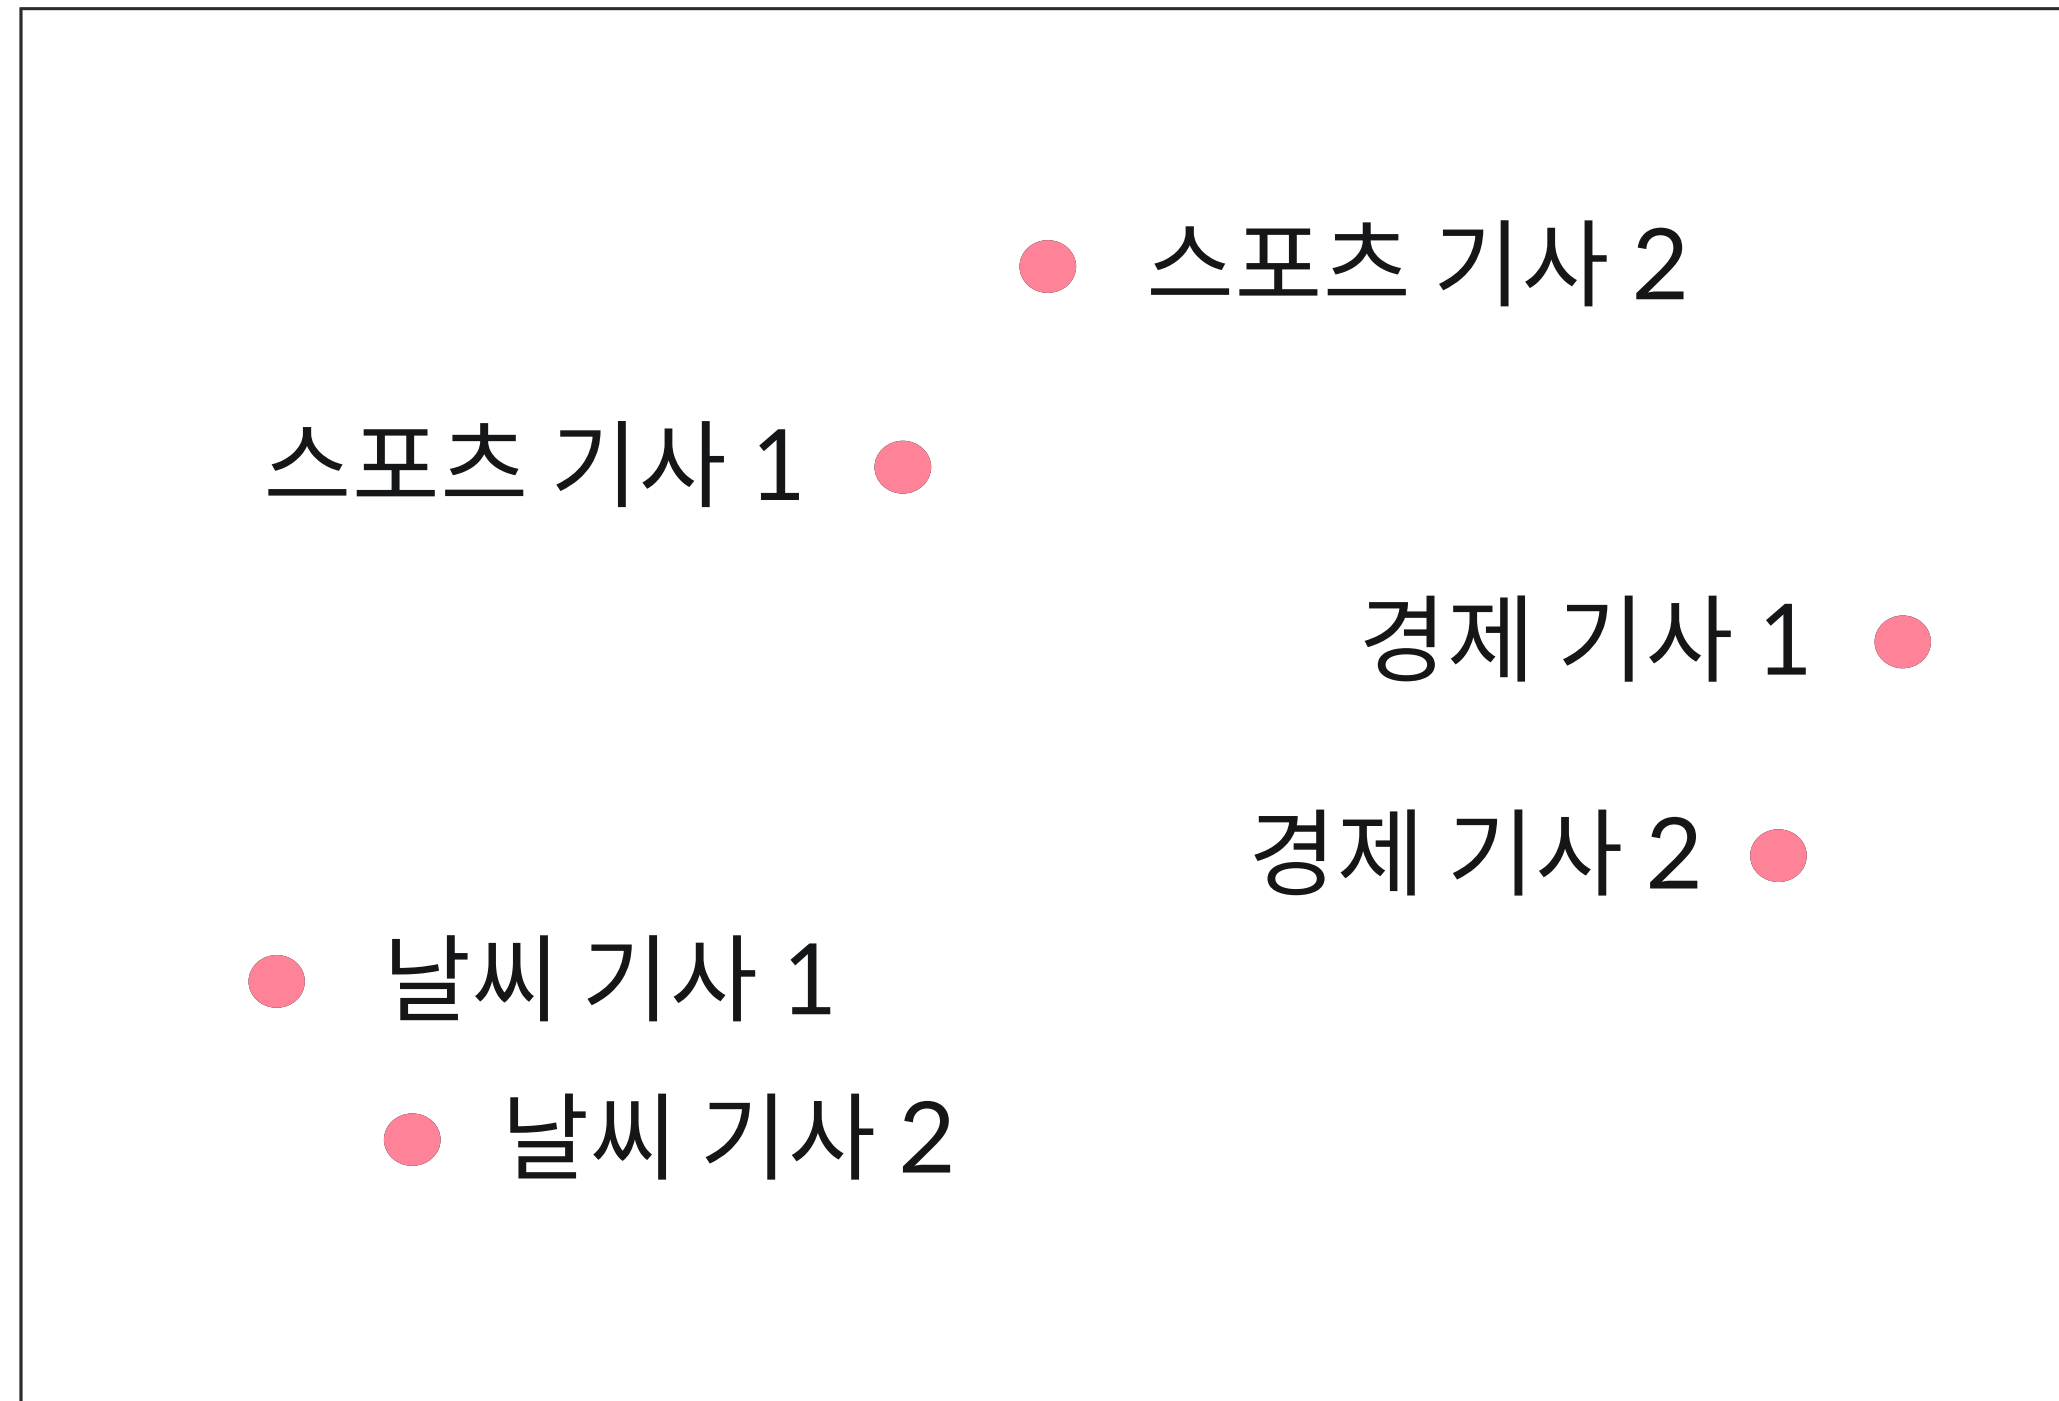 스포츠 기사 2
스포츠 기사 1
경제 기사 1
경제 기사 2
날씨 기사 1
날씨 기사 2